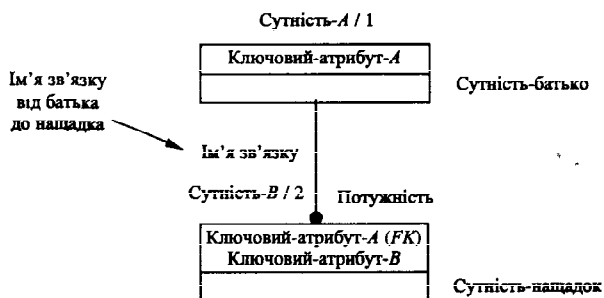 Сутність-A / 1
Ключовий-атрибут-A
Ім’я зв’язку
від батька
до нащадка
Сутність-батько
Ім’я зв’язку
Сутність-B / 2
Потужність
Ключовий-атрибут-A (FK)
Ключовий-атрибут-B
Сутність-нащадок